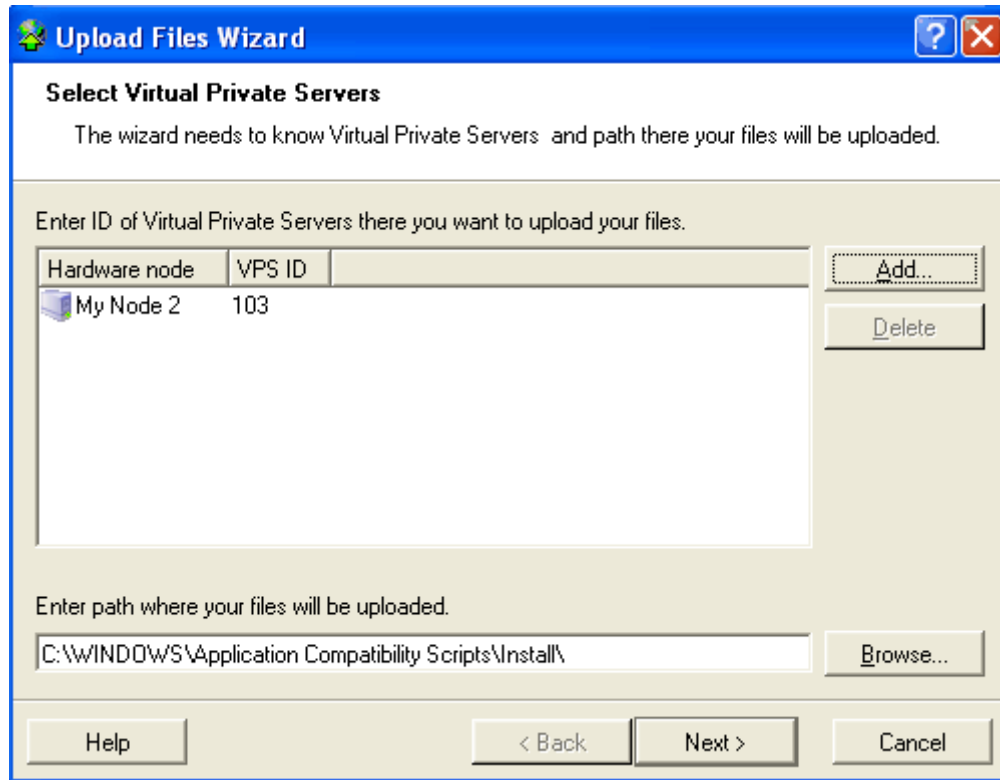 Upload Files Wizard
Select Virtual Private Servers
The wizard needs to know Virtual Private Servers  and path there your files will be uploaded.
Enter ID of Virtual Private Servers there you want to upload your files.
Hardware node VPS ID
Add...
My Node 2 103
Delete
Enter path where your files will be uploaded.
C:\WINDOWS\Application Compatibility Scripts\Install\
Browse...
Help < Back Next > Cancel